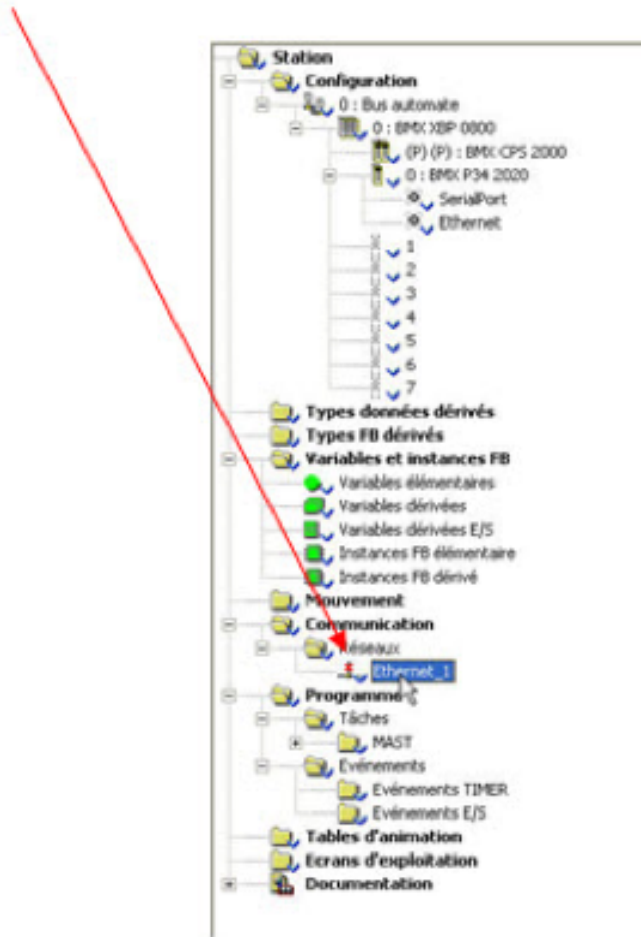 Station
Configuration
0 : Bus automate
0 : BMX XBP 0800
(P) (P) : BMX CPS 2000
0 : BMX P34 2020
SerialPort
Ethernet
1
2
3
4
5
6
7
Types données dérivés
Types FB dérivés
Variables et instances FB
Variables élémentaires
Variables dérivées
Variables dérivées E/S
Instances FB élémentaire
Instances FB dérivé
Mouvement
Communication
Réseaux
Ethernet_1
Programme
Tâches
MAST
Evénements
Evénements TIMER
Evénements E/S
Tables d'animation
Ecrans d'exploitation
Documentation